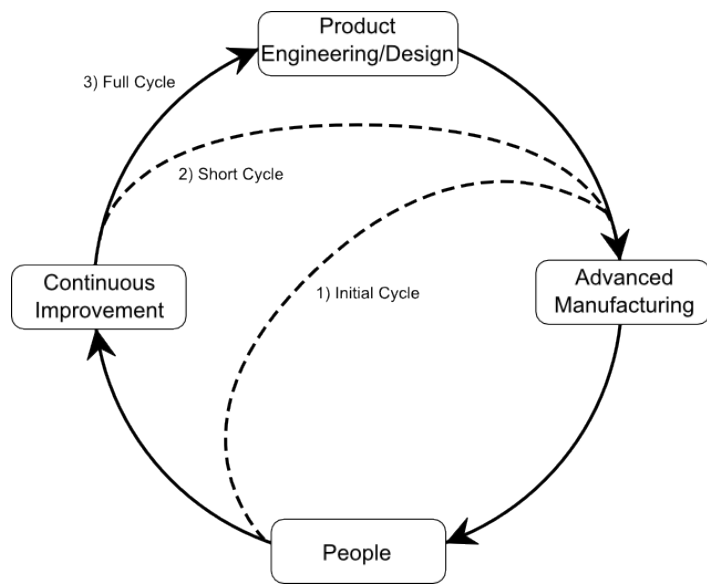 Product
Engineering/Design
3) Full Cycle
2) Short Cycle
Continuous
Improvement
1) Initial Cycle
Advanced
Manufacturing
People